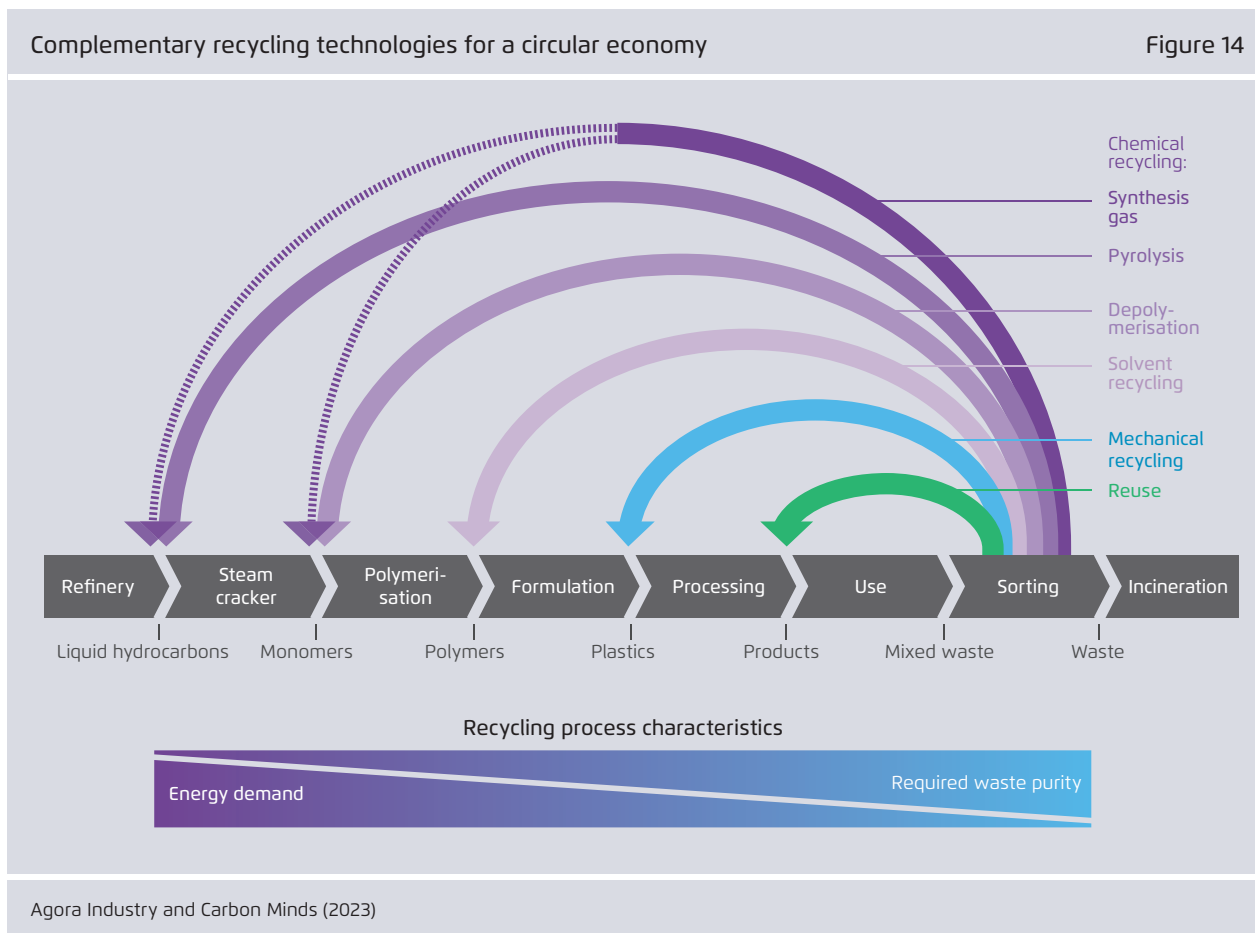 Complementary recycling technologies for a circular economy
Figure 14
Chemical
recycling:
Synthesis
gas
Pyrolysis
Depoly-
merisation
Solvent
recycling
Mechanical
recycling
Reuse
Refinery
Steam
cracker
Polymeri-
sation
Formulation
Processing
Use
Sorting
Incineration
Liquid hydrocarbons
Monomers
Polymers
Plastics
Products
Mixed waste
Waste
Recycling process characteristics
Energy demand
Required waste purity
Agora Industry and Carbon Minds (2023)